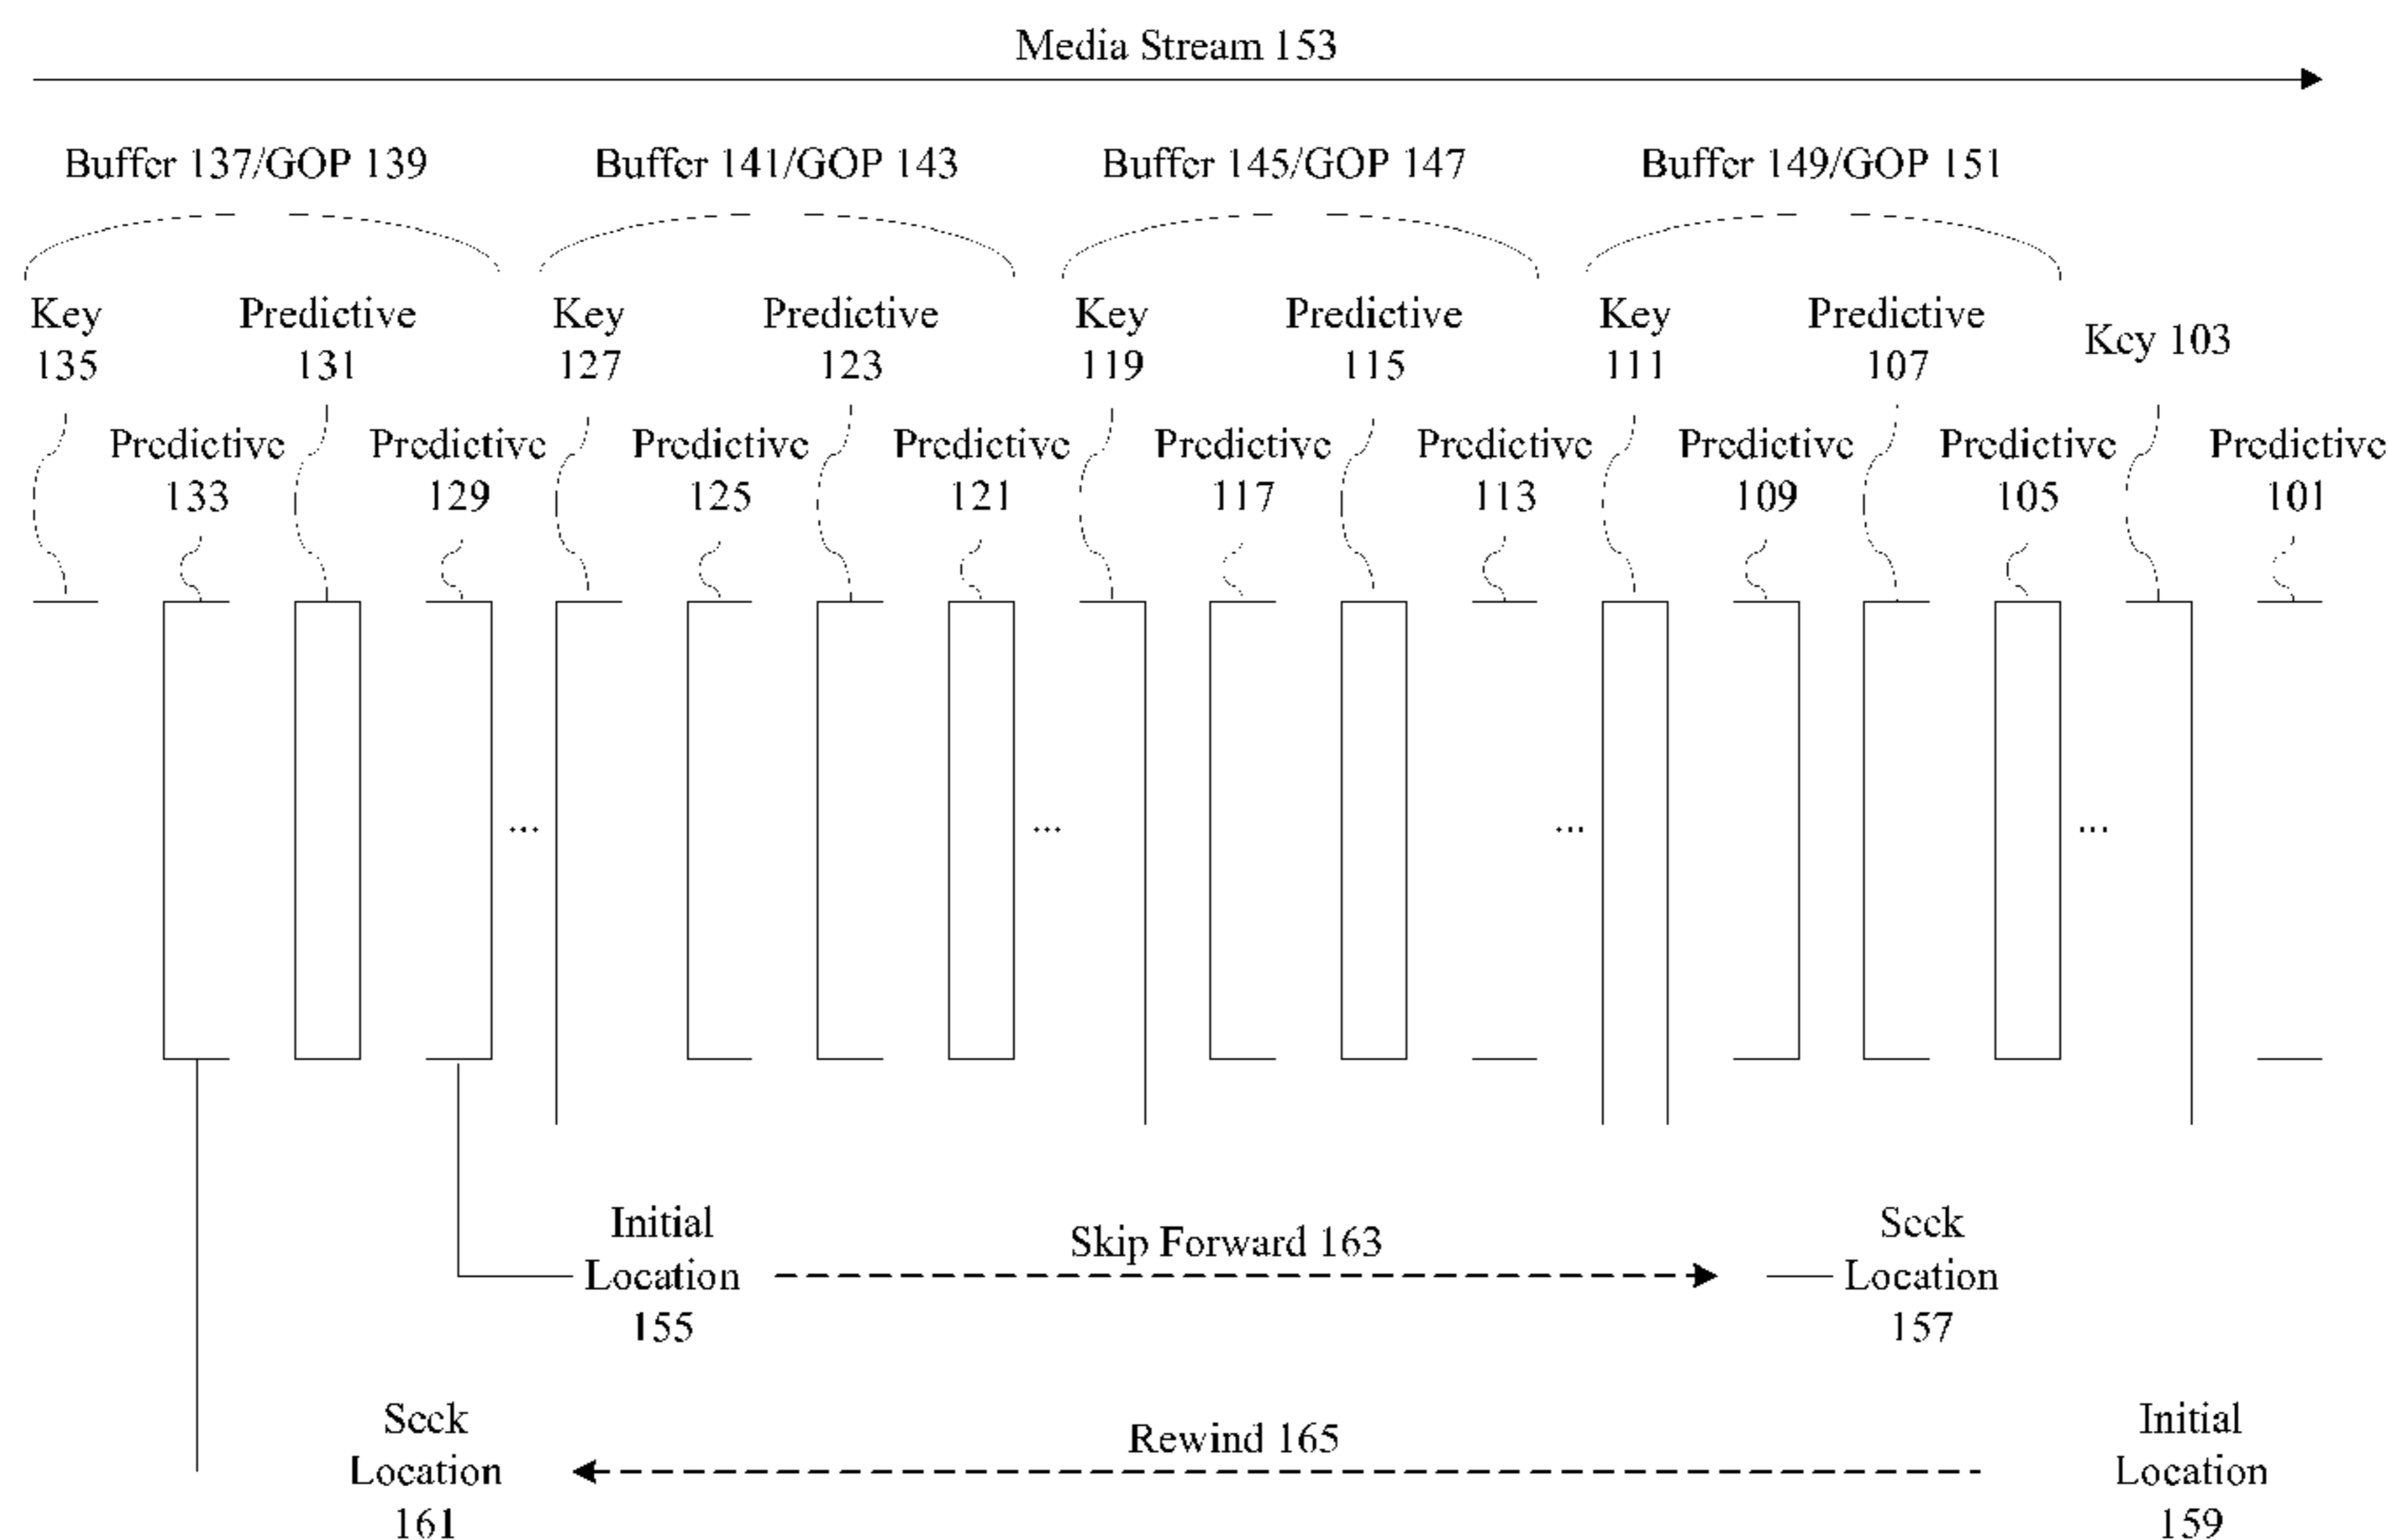 Media Stream 153
Buffer 137/GOP 139 Buffer 141/GOP 143 Buffer 145/GOP 147 Buffer 149/GOP 151
Key Predictive Key Predictive Key Predictive Key Predictive Key 103
135 131 127 123 119 115 111 107
Predictive Predictive Predictive Predictive Predictive Predictive Predictive Predictive Predictive
133 129 125 121 117 113 109 105 101
... ... ... ...
Initial
Location
155
Skip Forward 163
Seek
Location
157
Seek
Location
161
Rewind 165
Initial
Location
159